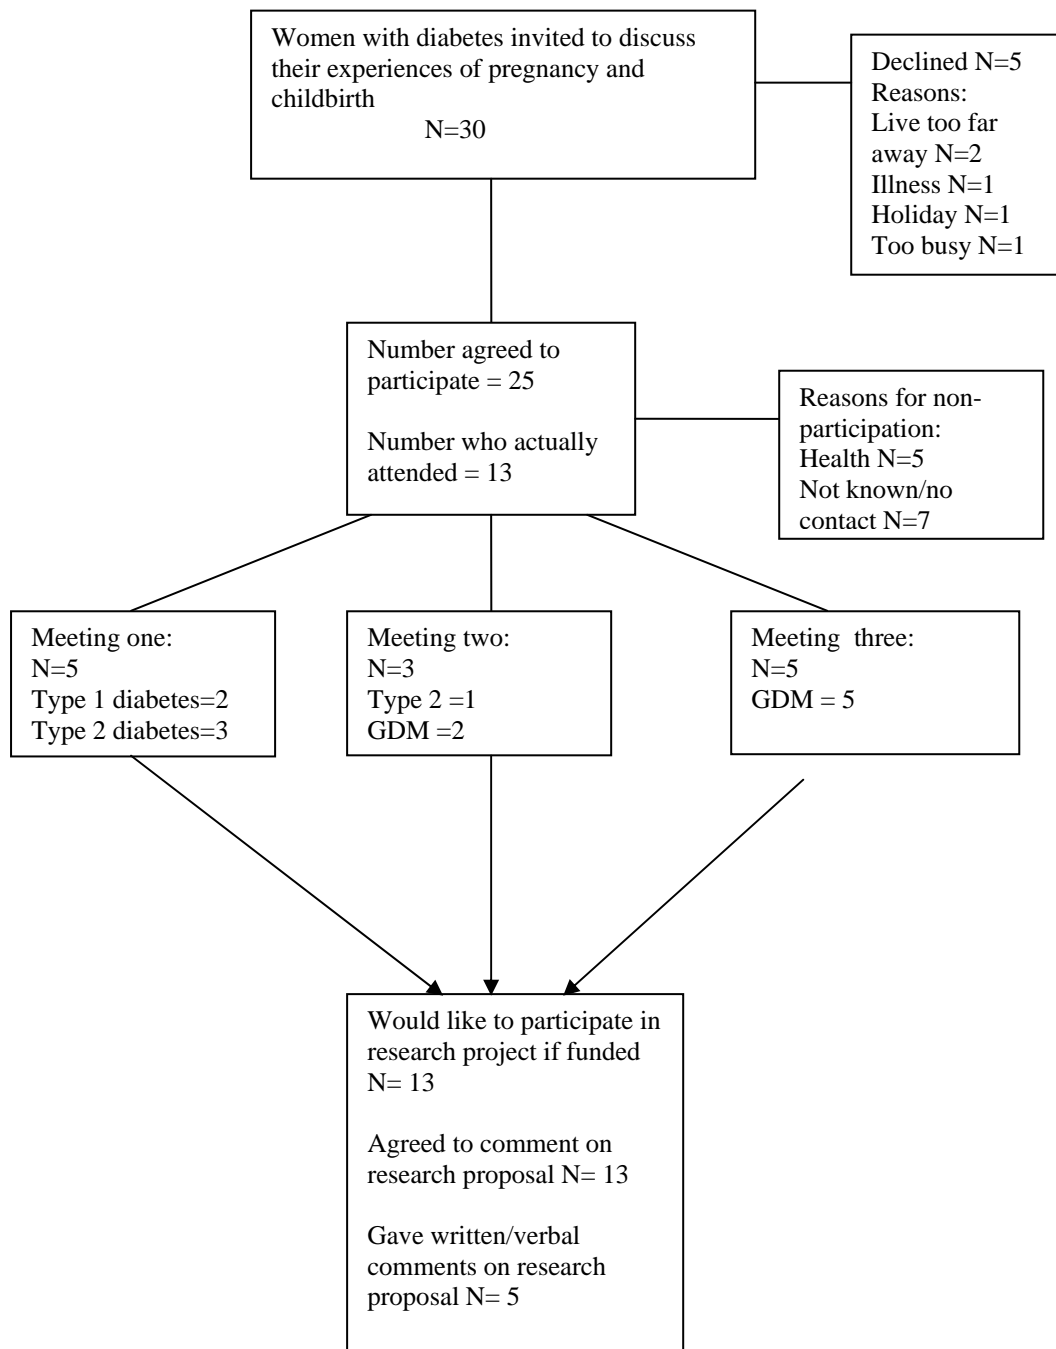 Women with diabetes invited to discuss
their experiences of pregnancy and
childbirth
N=30
Declined N=5
Reasons:
Live too far
away N=2
Illness N=1
Holiday N=1
Too busy N=1
Number agreed to
participate = 25
Number who actually
attended = 13
Reasons for non-
participation:
Health N=5
Not known/no
contact N=7
Meeting one:
N=5
Type 1 diabetes=2
Type 2 diabetes=3
Meeting two:
N=3
Type 2 =1
GDM =2
Meeting  three:
N=5
GDM = 5
Would like to participate in
research project if funded
N= 13
Agreed to comment on
research proposal N= 13
Gave written/verbal
comments on research
proposal N= 5